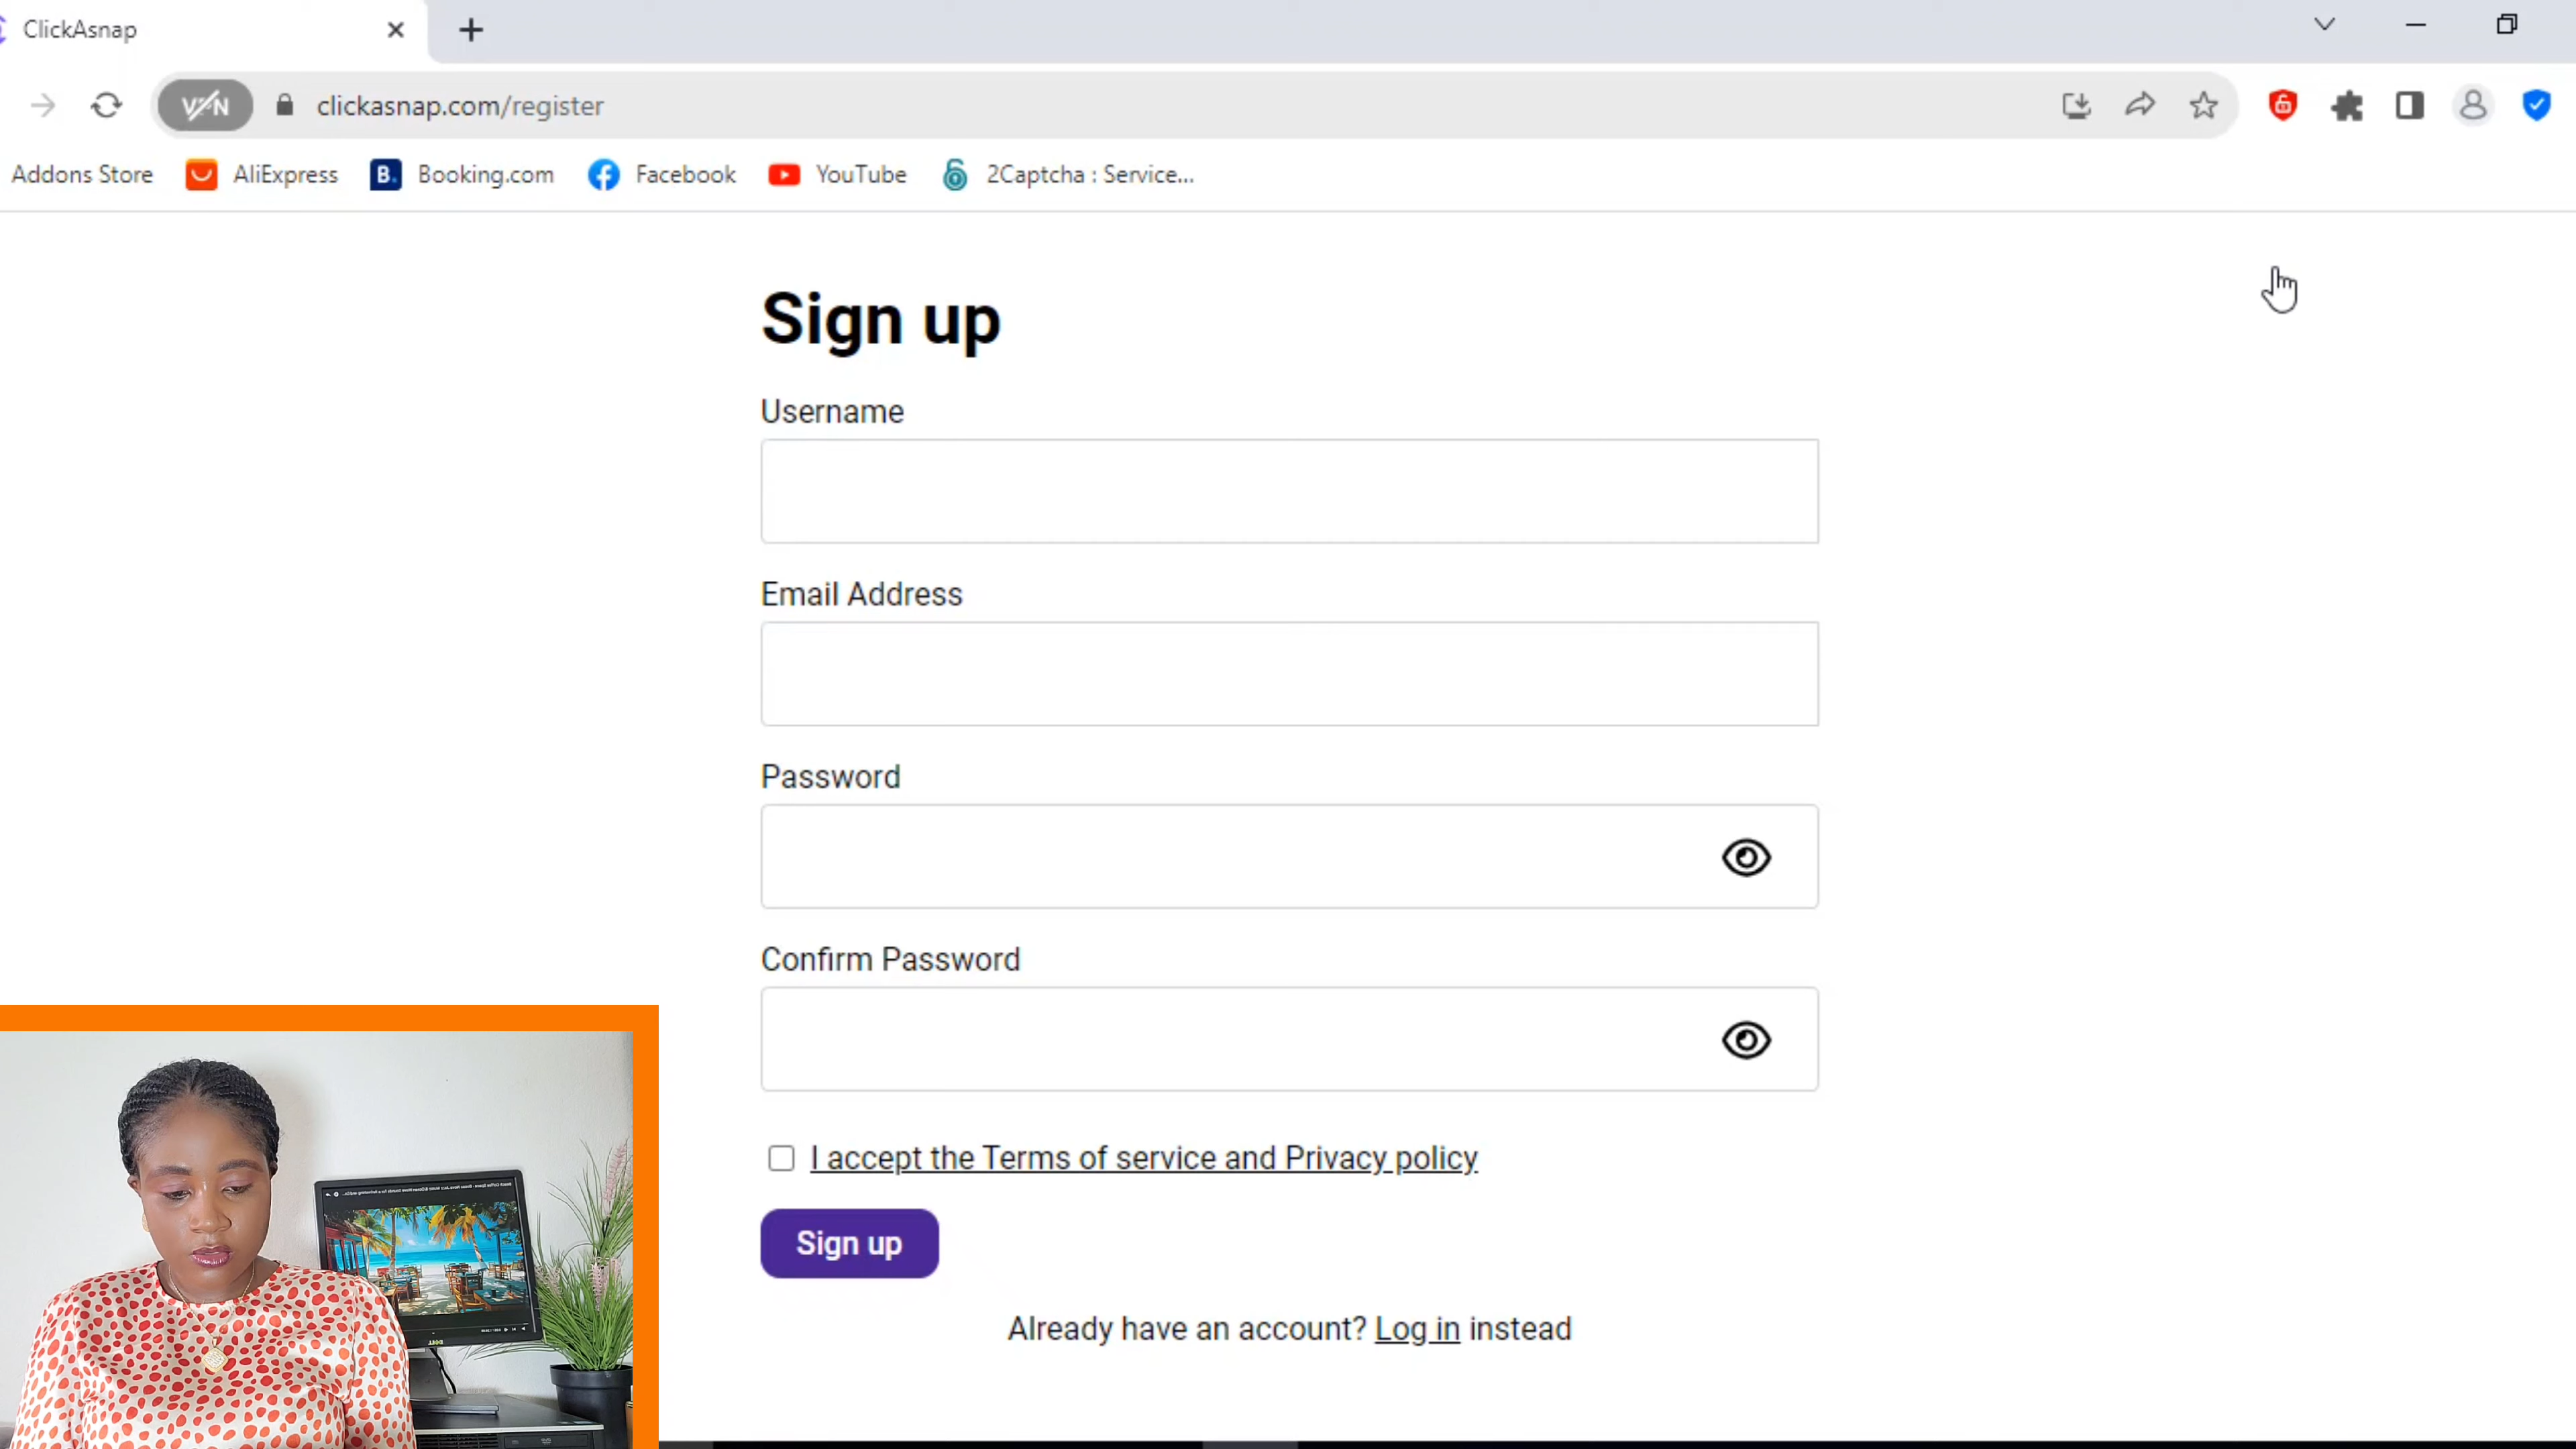 ClickAsnap
VPN clickasnap.com/register
Addons Store AliExpress B. Booking.com Facebook YouTube 2Captcha : Service...
Sign up
Username
Email Address
Password
Confirm Password
I accept the Terms of service and Privacy policy
Sign up
Already have an account? Log in instead
DELL